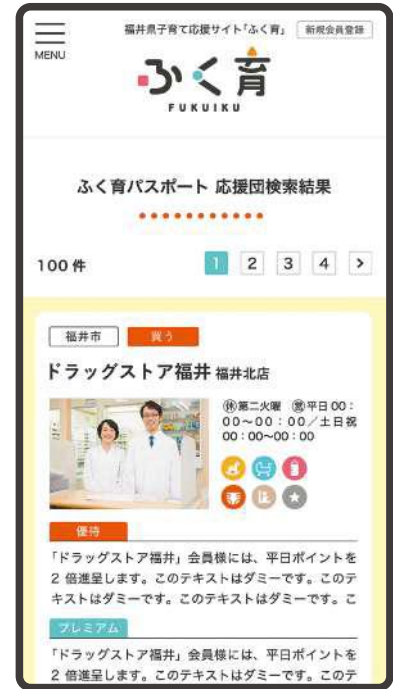 福井県子育て応援サイト「ふく育」 新規会員登録
MENU
ふく育
FUKUIKU
ふく育パスポート 応援団検索結果
100 件 1 2 3 4 >
福井市 買う
ドラッグストア福井 福井北店
㊡第二火曜 ㊂平日 00：
00〜00：00／土日祝
00：00〜00：00
優待
「ドラッグストア福井」会員様には、平日ポイントを
2 倍進呈します。このテキストはダミーです。このテ
キストはダミーです。このテキストはダミーです。こ
プレミアム
「ドラッグストア福井」会員様には、平日ポイントを
2 倍進呈します。このテキストはダミーです。このテ